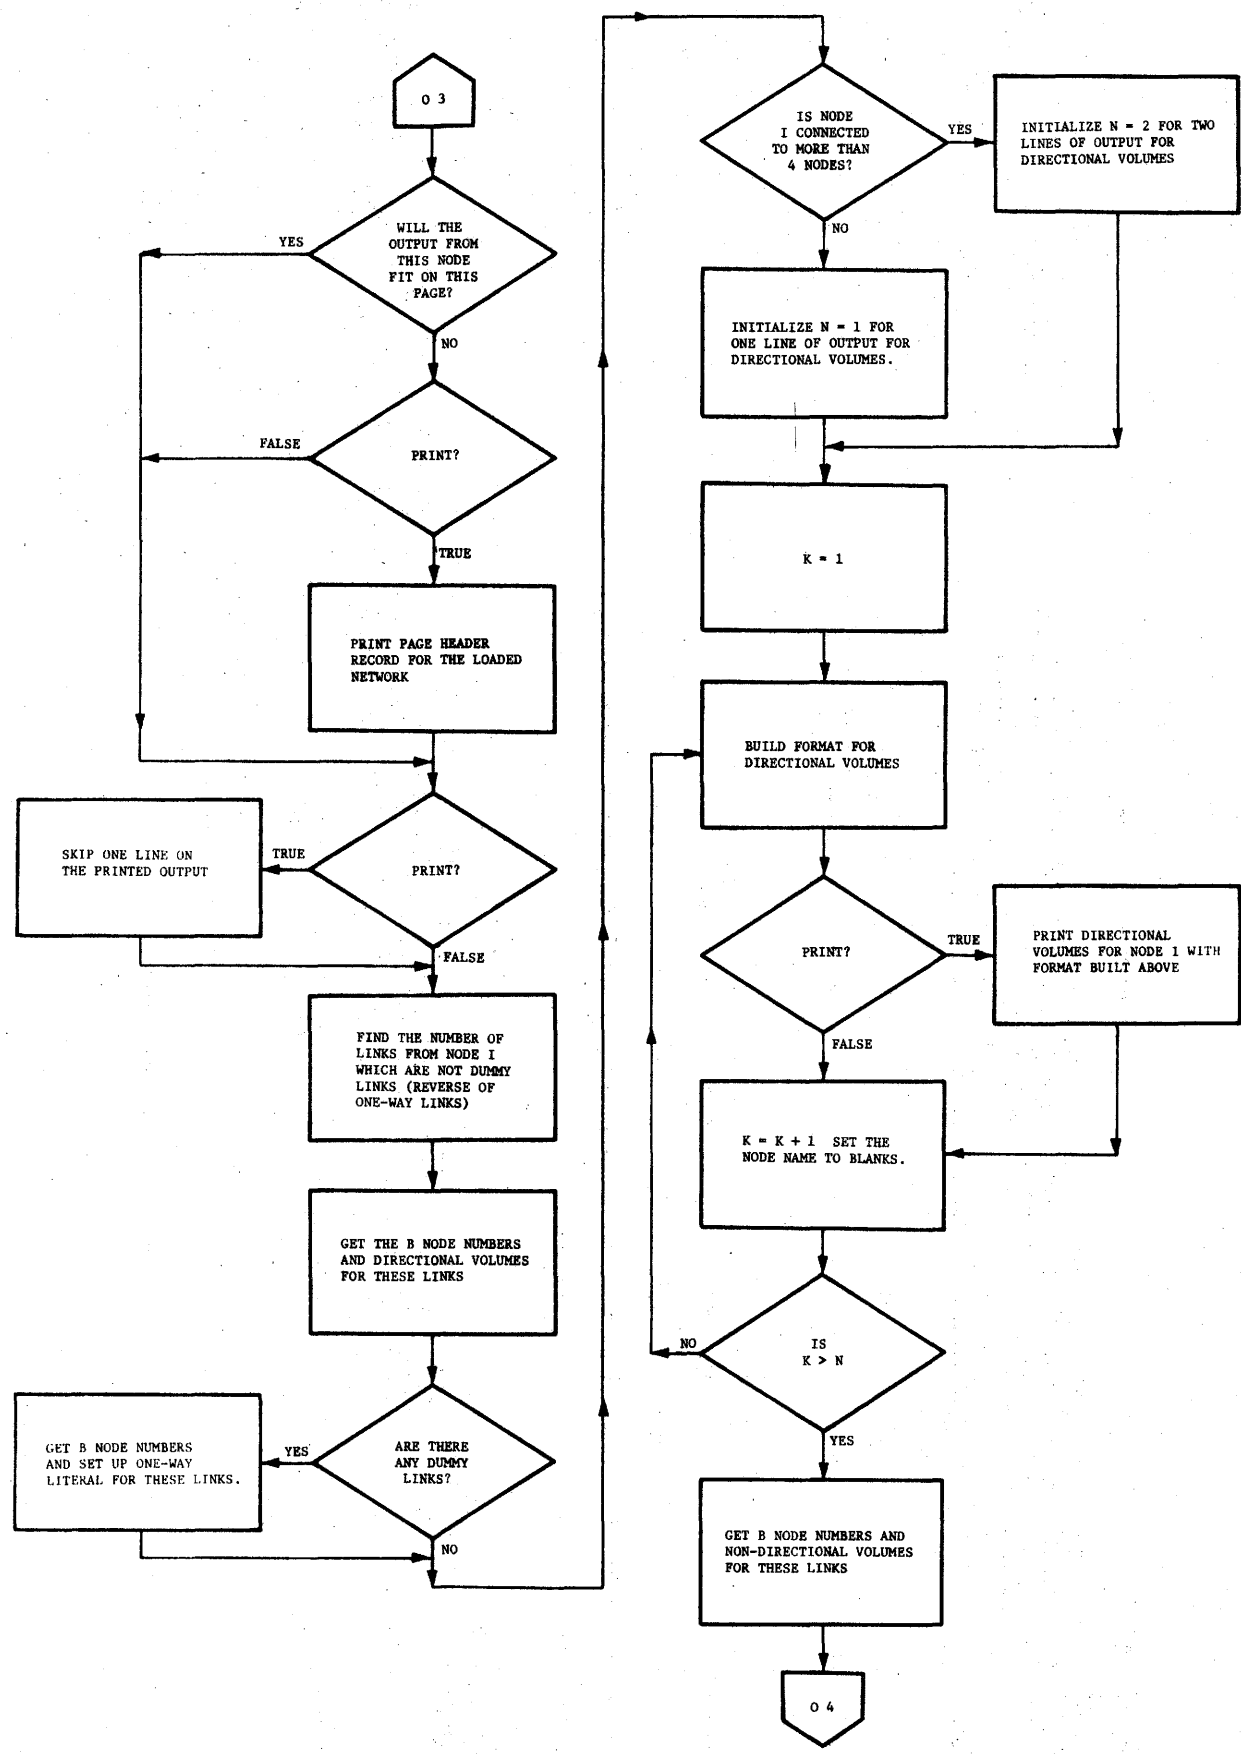 O 3
WILL THE
OUTPUT FROM
THIS NODE
FIT ON THIS
PAGE?
YES
NO
PRINT?
FALSE
TRUE
PRINT PAGE HEADER
RECORD FOR THE LOADED
NETWORK
PRINT?
TRUE
SKIP ONE LINE ON
THE PRINTED OUTPUT
FALSE
FIND THE NUMBER OF
LINKS FROM NODE I
WHICH ARE NOT DUMMY
LINKS (REVERSE OF
ONE-WAY LINKS)
GET THE B NODE NUMBERS
AND DIRECTIONAL VOLUMES
FOR THESE LINKS
ARE THERE
ANY DUMMY
LINKS?
YES
GET B NODE NUMBERS
AND SET UP ONE-WAY
LITERAL FOR THESE LINKS.
NO
IS NODE
I CONNECTED
TO MORE THAN
4 NODES?
YES
INITIALIZE N = 2 FOR TWO
LINES OF OUTPUT FOR
DIRECTIONAL VOLUMES
NO
INITIALIZE N = 1 FOR
ONE LINE OF OUTPUT FOR
DIRECTIONAL VOLUMES.
K = 1
BUILD FORMAT FOR
DIRECTIONAL VOLUMES
PRINT?
TRUE
PRINT DIRECTIONAL
VOLUMES FOR NODE 1 WITH
FORMAT BUILT ABOVE
FALSE
K = K + 1 SET THE
NODE NAME TO BLANKS.
IS
K > N
NO
YES
GET B NODE NUMBERS AND
NON-DIRECTIONAL VOLUMES
FOR THESE LINKS
O 4